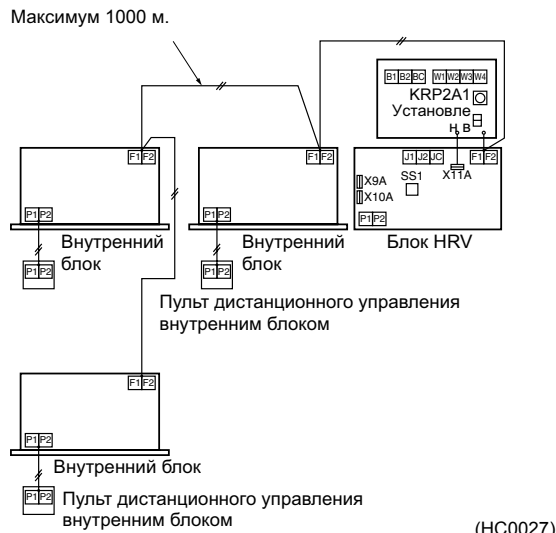 Максимум 1000 м.
B1 B2 BC W1 W2 W3 W4
KRP2A1
Установле
Н В
F1 F2
F1 F2
J1 J2 JC
F1 F2
SS1
X11A
X9A
X10A
P1 P2
P1 P2
P1 P2
Внутренний
блок
Внутренний
блок
Блок HRV
P1 P2
P1 P2
Пульт дистанционного управления
внутренним блоком
F1 F2
P1 P2
Внутренний блок
P1 P2
Пульт дистанционного управления
внутренним блоком
(HC0027)